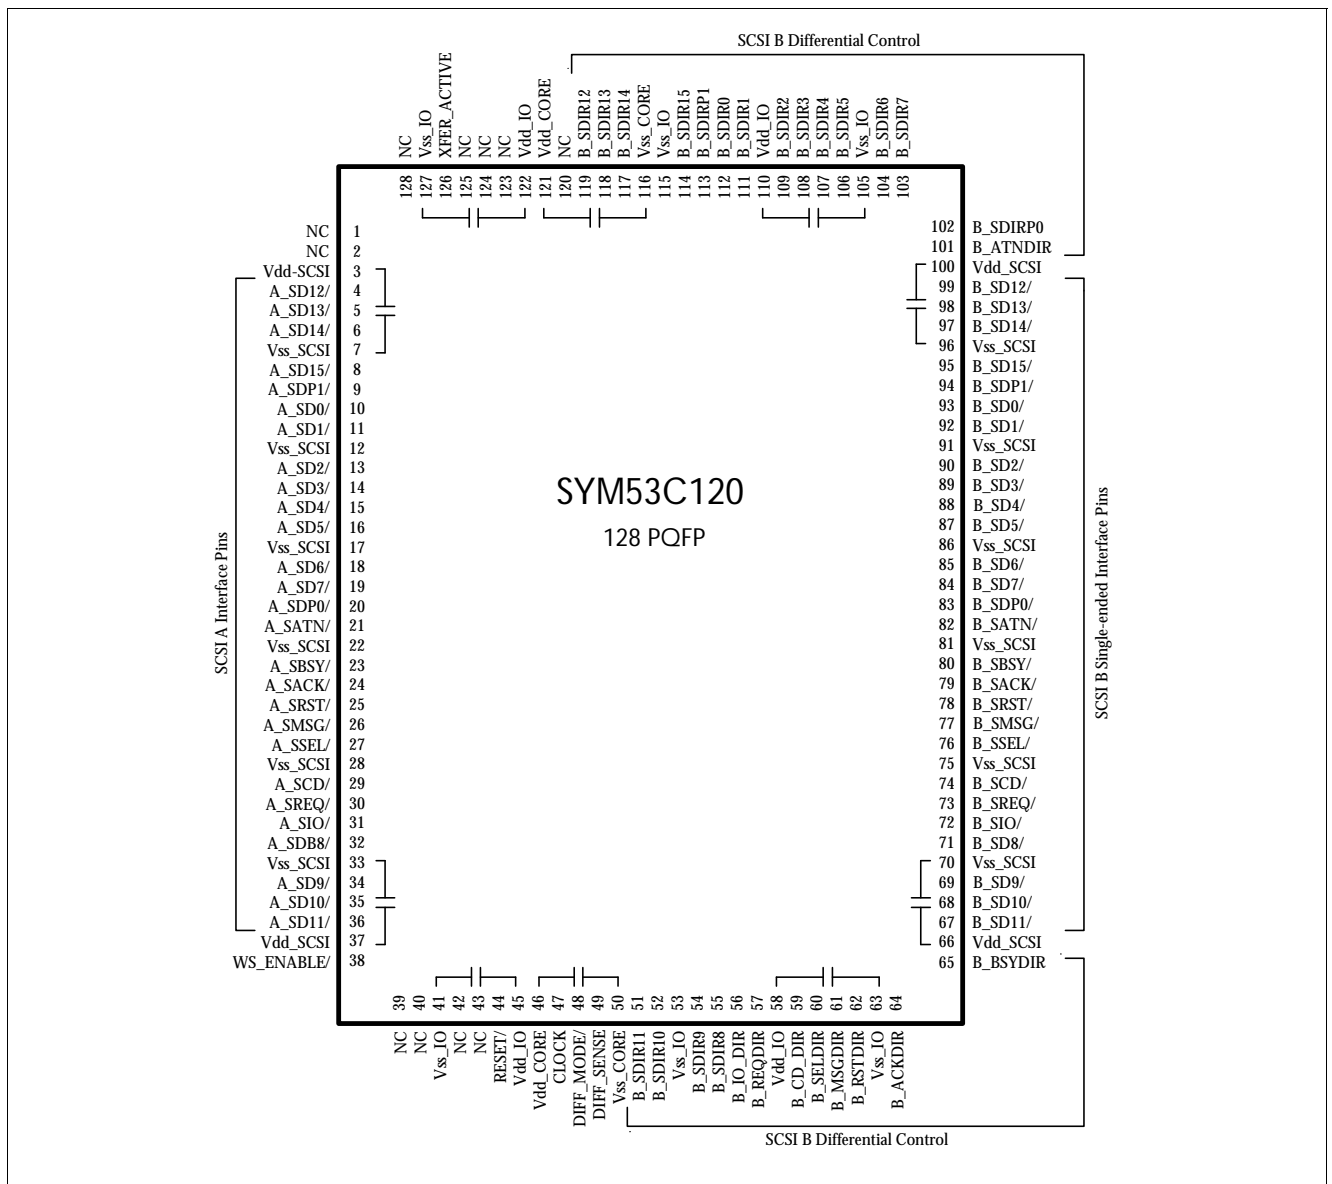 SCSI B Differential Control
NC
Vss_IO
XFER_ACTIVE
NC
NC
NC
Vdd_IO
Vdd_CORE
NC
B_SDIR12
B_SDIR13
B_SDIR14
Vss_CORE
Vss_IO
B_SDIR15
B_SDIRP1
B_SDIR0
B_SDIR1
Vdd_IO
B_SDIR2
B_SDIR3
B_SDIR4
B_SDIR5
Vss_IO
B_SDIR6
B_SDIR7
128 127 126 125 124 123 122 121 120 119 118 117 116 115 114 113 112 111 110 109 108 107 106 105 104 103
SCSI A Interface Pins
NC 1
NC 2
Vdd-SCSI 3
A_SD12/ 4
A_SD13/ 5
A_SD14/ 6
Vss_SCSI 7
A_SD15/ 8
A_SDP1/ 9
A_SD0/ 10
A_SD1/ 11
Vss_SCSI 12
A_SD2/ 13
A_SD3/ 14
A_SD4/ 15
A_SD5/ 16
Vss_SCSI 17
A_SD6/ 18
A_SD7/ 19
A_SDP0/ 20
A_SATN/ 21
Vss_SCSI 22
A_SBSY/ 23
A_SACK/ 24
A_SRST/ 25
A_SMSG/ 26
A_SSEL/ 27
Vss_SCSI 28
A_SCD/ 29
A_SREQ/ 30
A_SIO/ 31
A_SDB8/ 32
Vss_SCSI 33
A_SD9/ 34
A_SD10/ 35
A_SD11/ 36
Vdd_SCSI 37
WS_ENABLE/ 38
SYM53C120
128 PQFP
102 B_SDIRP0
101 B_ATNDIR
100 Vdd_SCSI
99 B_SD12/
98 B_SD13/
97 B_SD14/
96 Vss_SCSI
95 B_SD15/
94 B_SDP1/
93 B_SD0/
92 B_SD1/
91 Vss_SCSI
90 B_SD2/
89 B_SD3/
88 B_SD4/
87 B_SD5/
86 Vss_SCSI
85 B_SD6/
84 B_SD7/
83 B_SDP0/
82 B_SATN/
81 Vss_SCSI
80 B_SBSY/
79 B_SACK/
78 B_SRST/
77 B_SMSG/
76 B_SSEL/
75 Vss_SCSI
74 B_SCD/
73 B_SREQ/
72 B_SIO/
71 B_SD8/
70 Vss_SCSI
69 B_SD9/
68 B_SD10/
67 B_SD11/
66 Vdd_SCSI
65 B_BSYDIR
SCSI B Single-ended Interface Pins
39 40 41 42 43 44 45 46 47 48 49 50 51 52 53 54 55 56 57 58 59 60 61 62 63 64
NC
NC
Vss_IO
NC
NC
RESET/
Vdd_IO
Vdd_CORE
CLOCK
DIFF_MODE/
DIFF_SENSE
Vss_CORE
B_SDIR11
B_SDIR10
Vss_IO
B_SDIR9
B_SDIR8
B_IO_DIR
B_REQDIR
Vdd_IO
B_CD_DIR
B_SELDIR
B_MSGDIR
B_RSTDIR
Vss_IO
B_ACKDIR
SCSI B Differential Control